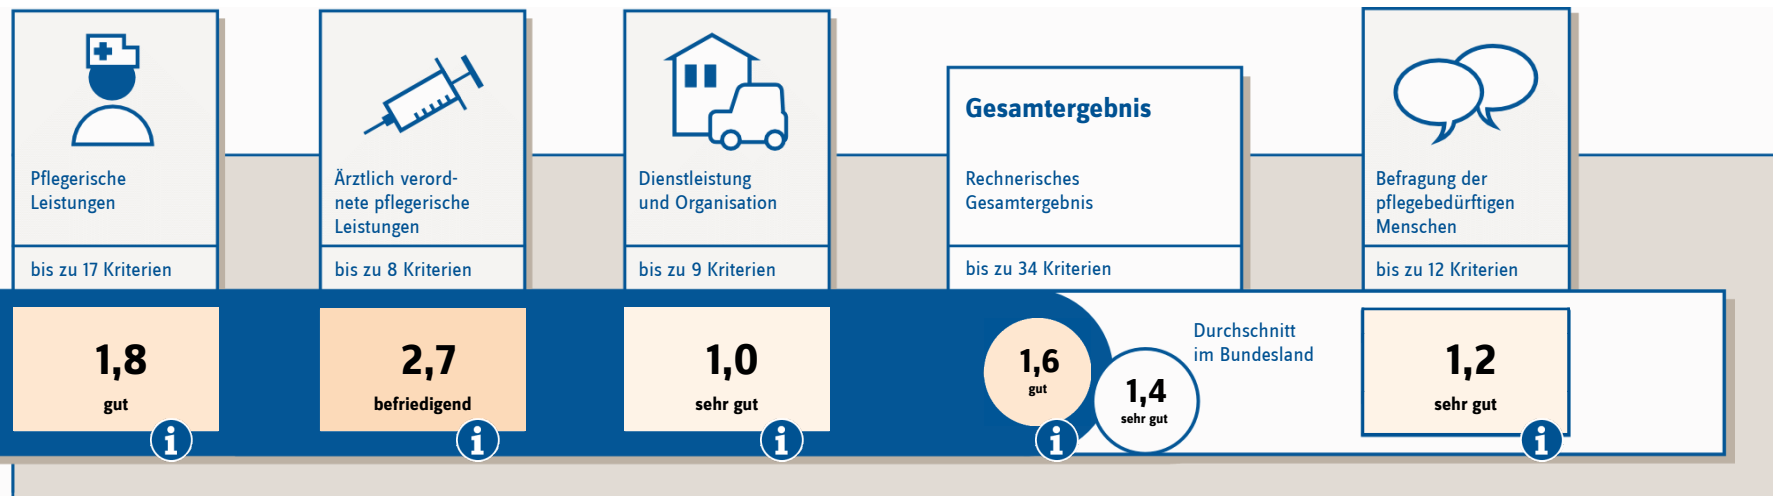 Pflegerische
Leistungen
bis zu 17 Kriterien
1,8
gut
i
Ärztlich verord-
nete pflegerische
Leistungen
bis zu 8 Kriterien
2,7
befriedigend
i
Dienstleistung
und Organisation
bis zu 9 Kriterien
1,0
sehr gut
i
Gesamtergebnis
Rechnerisches
Gesamtergebnis
bis zu 34 Kriterien
1,6
gut
i
1,4
sehr gut
Durchschnitt
im Bundesland
Befragung der
pflegebedürftigen
Menschen
bis zu 12 Kriterien
1,2
sehr gut
i